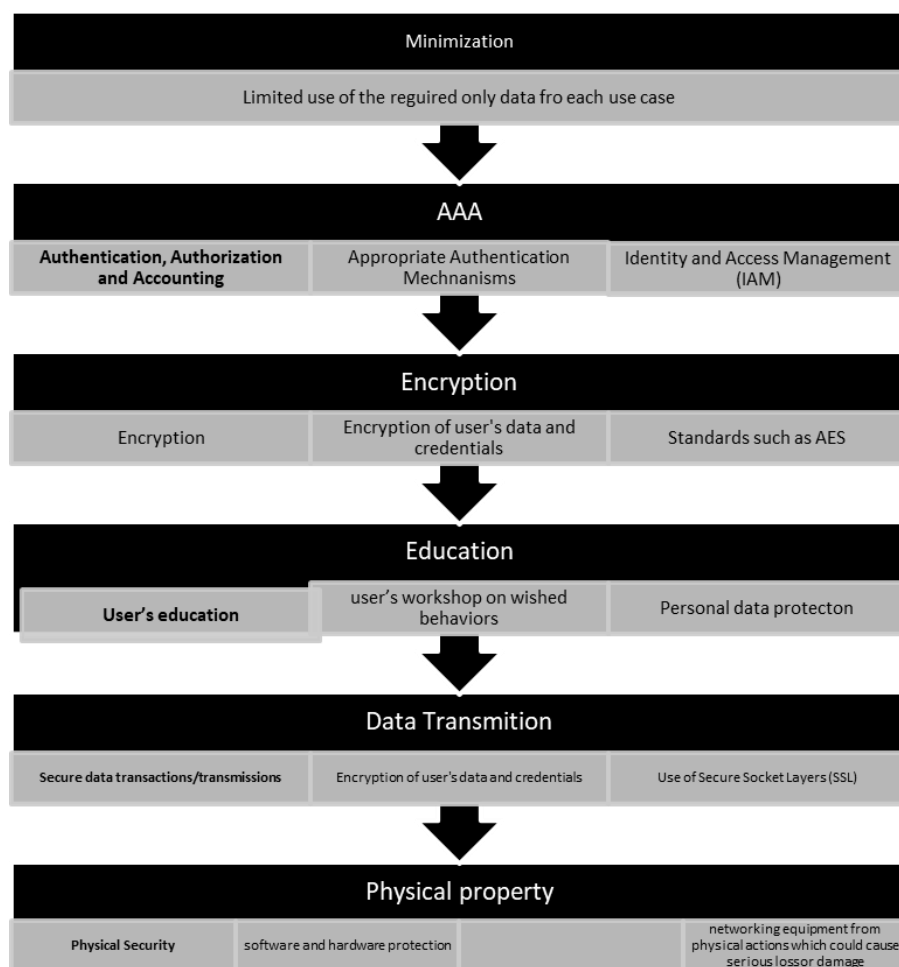 Minimization
Limited use of the reguired only data fro each use case
AAA
Authentication, Authorization
and Accounting
Appropriate Authentication
Mechnanisms
Identity and Access Management
(IAM)
Encryption
Encryption
Encryption of user's data and
credentials
Standards such as AES
Education
User’s education
user’s workshop on wished
behaviors
Personal data protecton
Data Transmition
Secure data transactions/transmissions
Encryption of user's data and credentials
Use of Secure Socket Layers (SSL)
Physical property
Physical Security
software and hardware protection
networking equipment from
physical actions which could cause
serious lossor damage